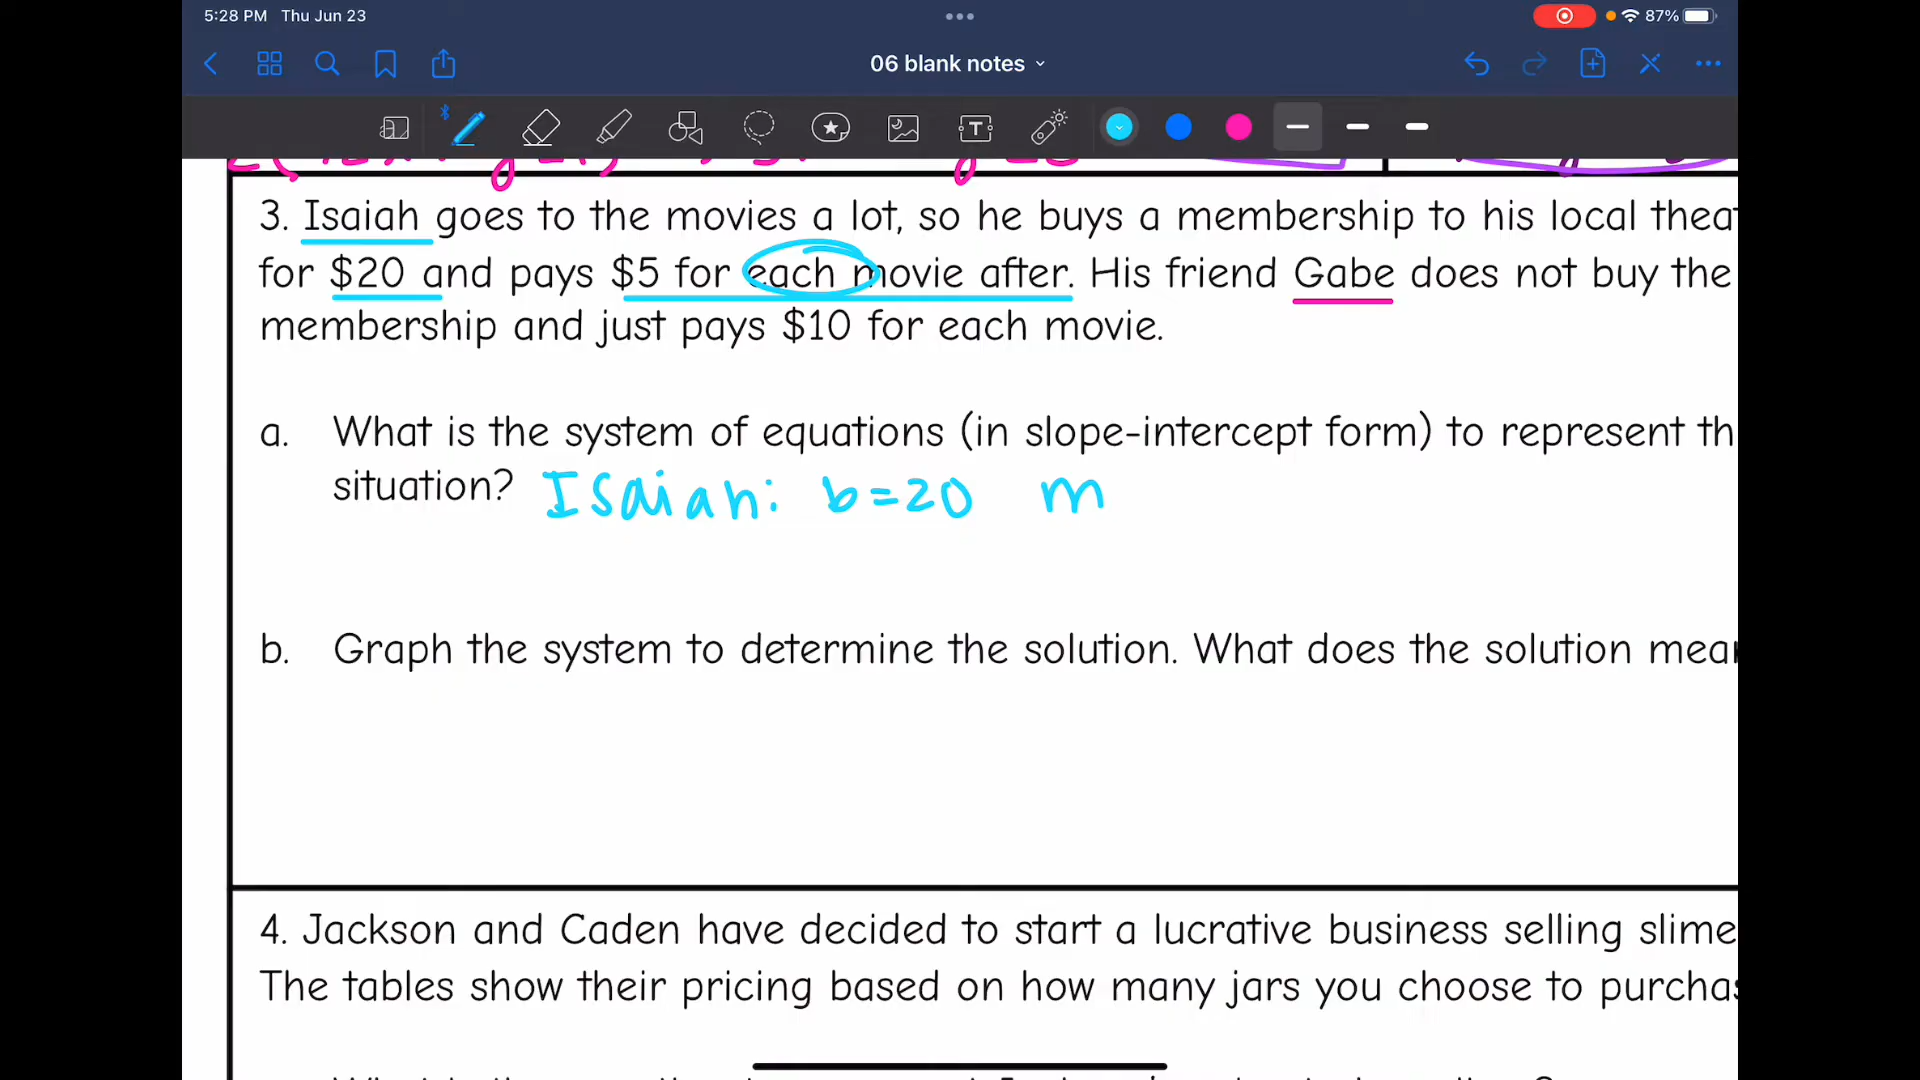 5:28 PM Thu Jun 23
87%
06 blank notes
3. Isaiah goes to the movies a lot, so he buys a membership to his local thea
for $20 and pays $5 for each movie after. His friend Gabe does not buy the
membership and just pays $10 for each movie.
a. What is the system of equations (in slope-intercept form) to represent th
situation? Isaiah: b=20 m
b. Graph the system to determine the solution. What does the solution mea
4. Jackson and Caden have decided to start a lucrative business selling slime
The tables show their pricing based on how many jars you choose to purcha